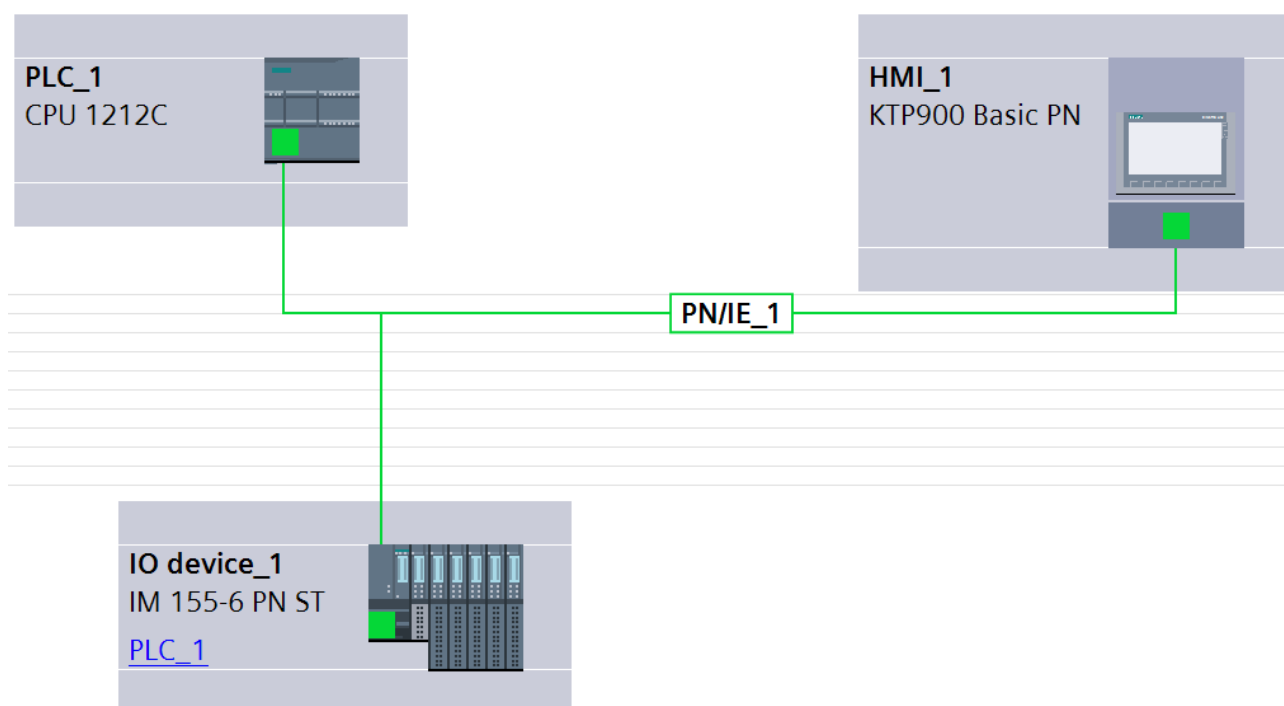 PLC_1
CPU 1212C
HMI_1
KTP900 Basic PN
PN/IE_1
IO device_1
IM 155-6 PN ST
PLC_1